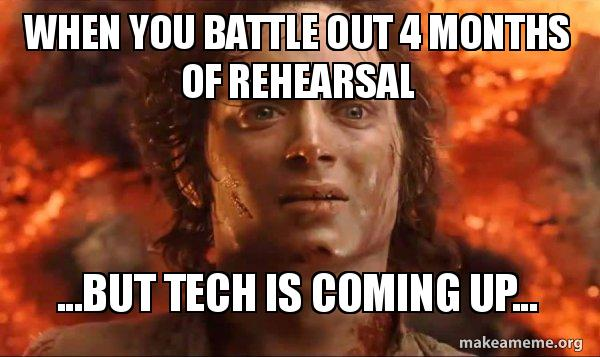 WHEN YOU BATTLE OUT 4 MONTHS
OF REHEARSAL
...BUT TECH IS COMING UP...
makeameme.org